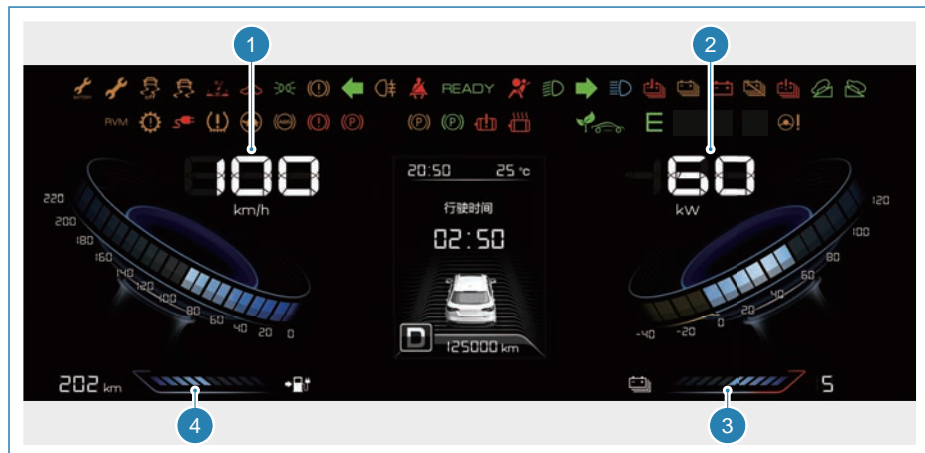 1
2
READY
RVM
(ABS)
(P)
(P)
(P)
E
100
km/h
20:50 25 °c
行驶时间
02:50
60
kW
220
200
180
160
140
120
100
80
60
40
20
0
-40
-20
0
20
40
60
80
100
120
D
125000 km
202 km
5
4
3